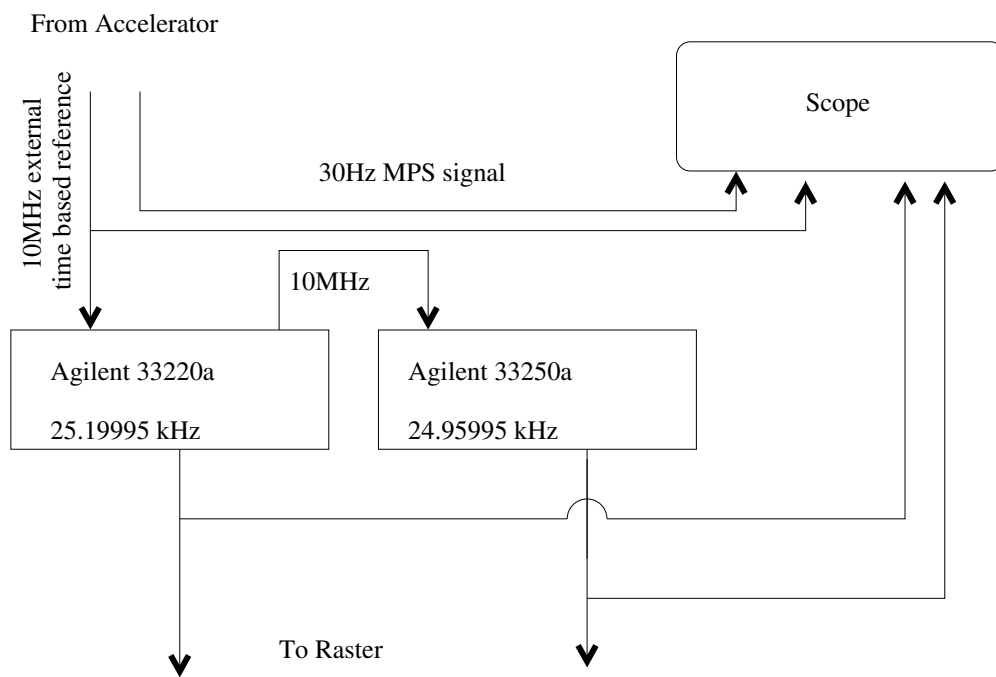 From Accelerator
10MHz external
time based reference
Scope
30Hz MPS signal
10MHz
Agilent 33220a
25.19995 kHz
Agilent 33250a
24.95995 kHz
To Raster